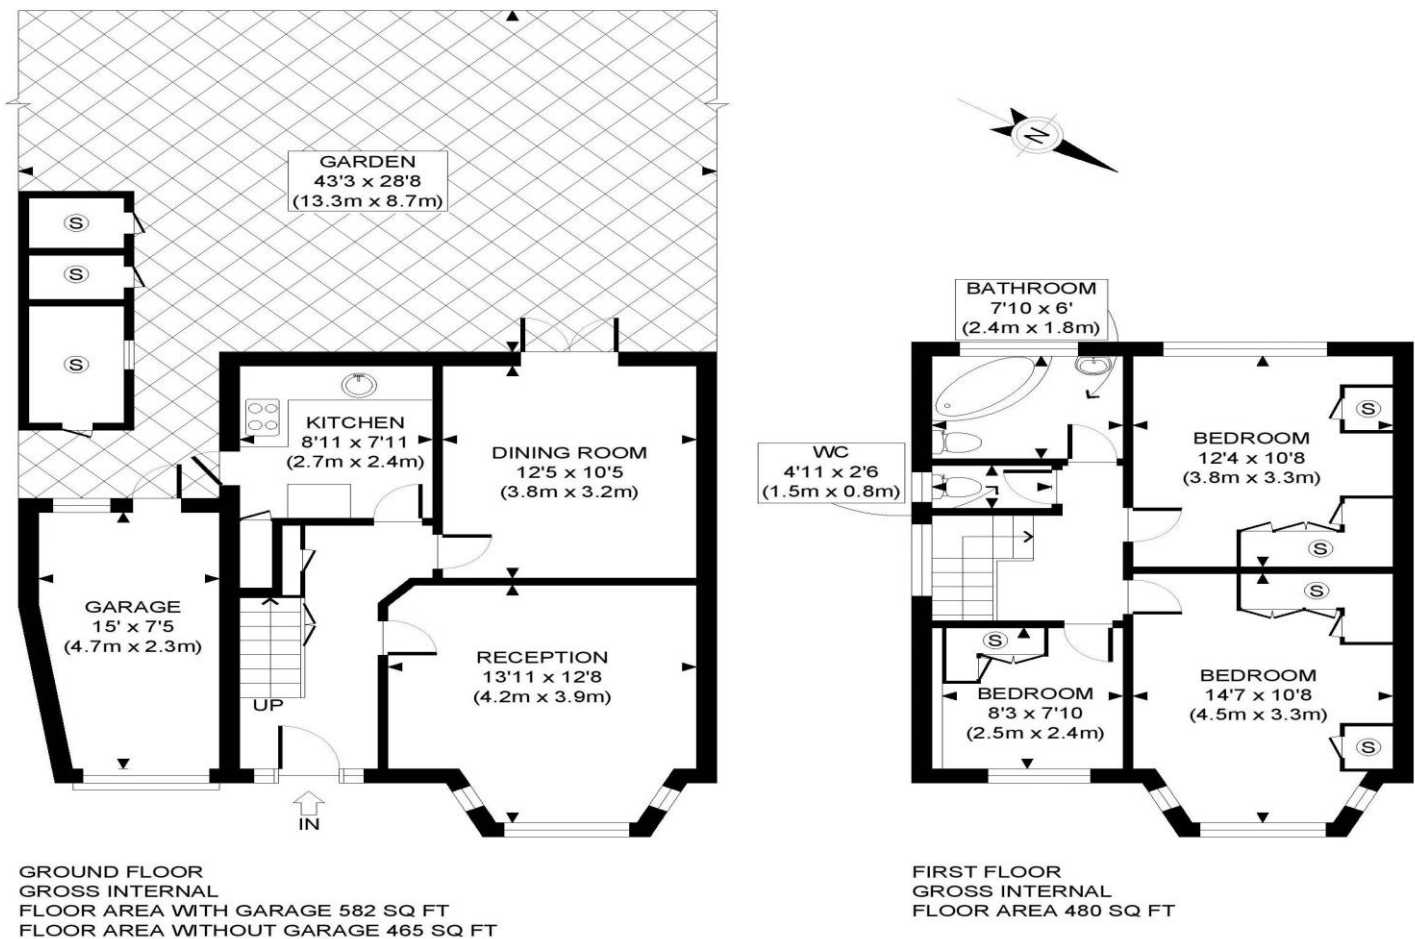 GARDEN
43'3 x 28'8
(13.3m x 8.7m)
S
S
S
KITCHEN
8'11 x 7'11
(2.7m x 2.4m)
DINING ROOM
12'5 x 10'5
(3.8m x 3.2m)
GARAGE
15' x 7'5
(4.7m x 2.3m)
RECEPTION
13'11 x 12'8
(4.2m x 3.9m)
UP
IN
GROUND FLOOR
GROSS INTERNAL
FLOOR AREA WITH GARAGE 582 SQ FT
FLOOR AREA WITHOUT GARAGE 465 SQ FT
N
BATHROOM
7'10 x 6'
(2.4m x 1.8m)
WC
4'11 x 2'6
(1.5m x 0.8m)
S
BEDROOM
12'4 x 10'8
(3.8m x 3.3m)
S
S
S
BEDROOM
8'3 x 7'10
(2.5m x 2.4m)
BEDROOM
14'7 x 10'8
(4.5m x 3.3m)
S
FIRST FLOOR
GROSS INTERNAL
FLOOR AREA 480 SQ FT